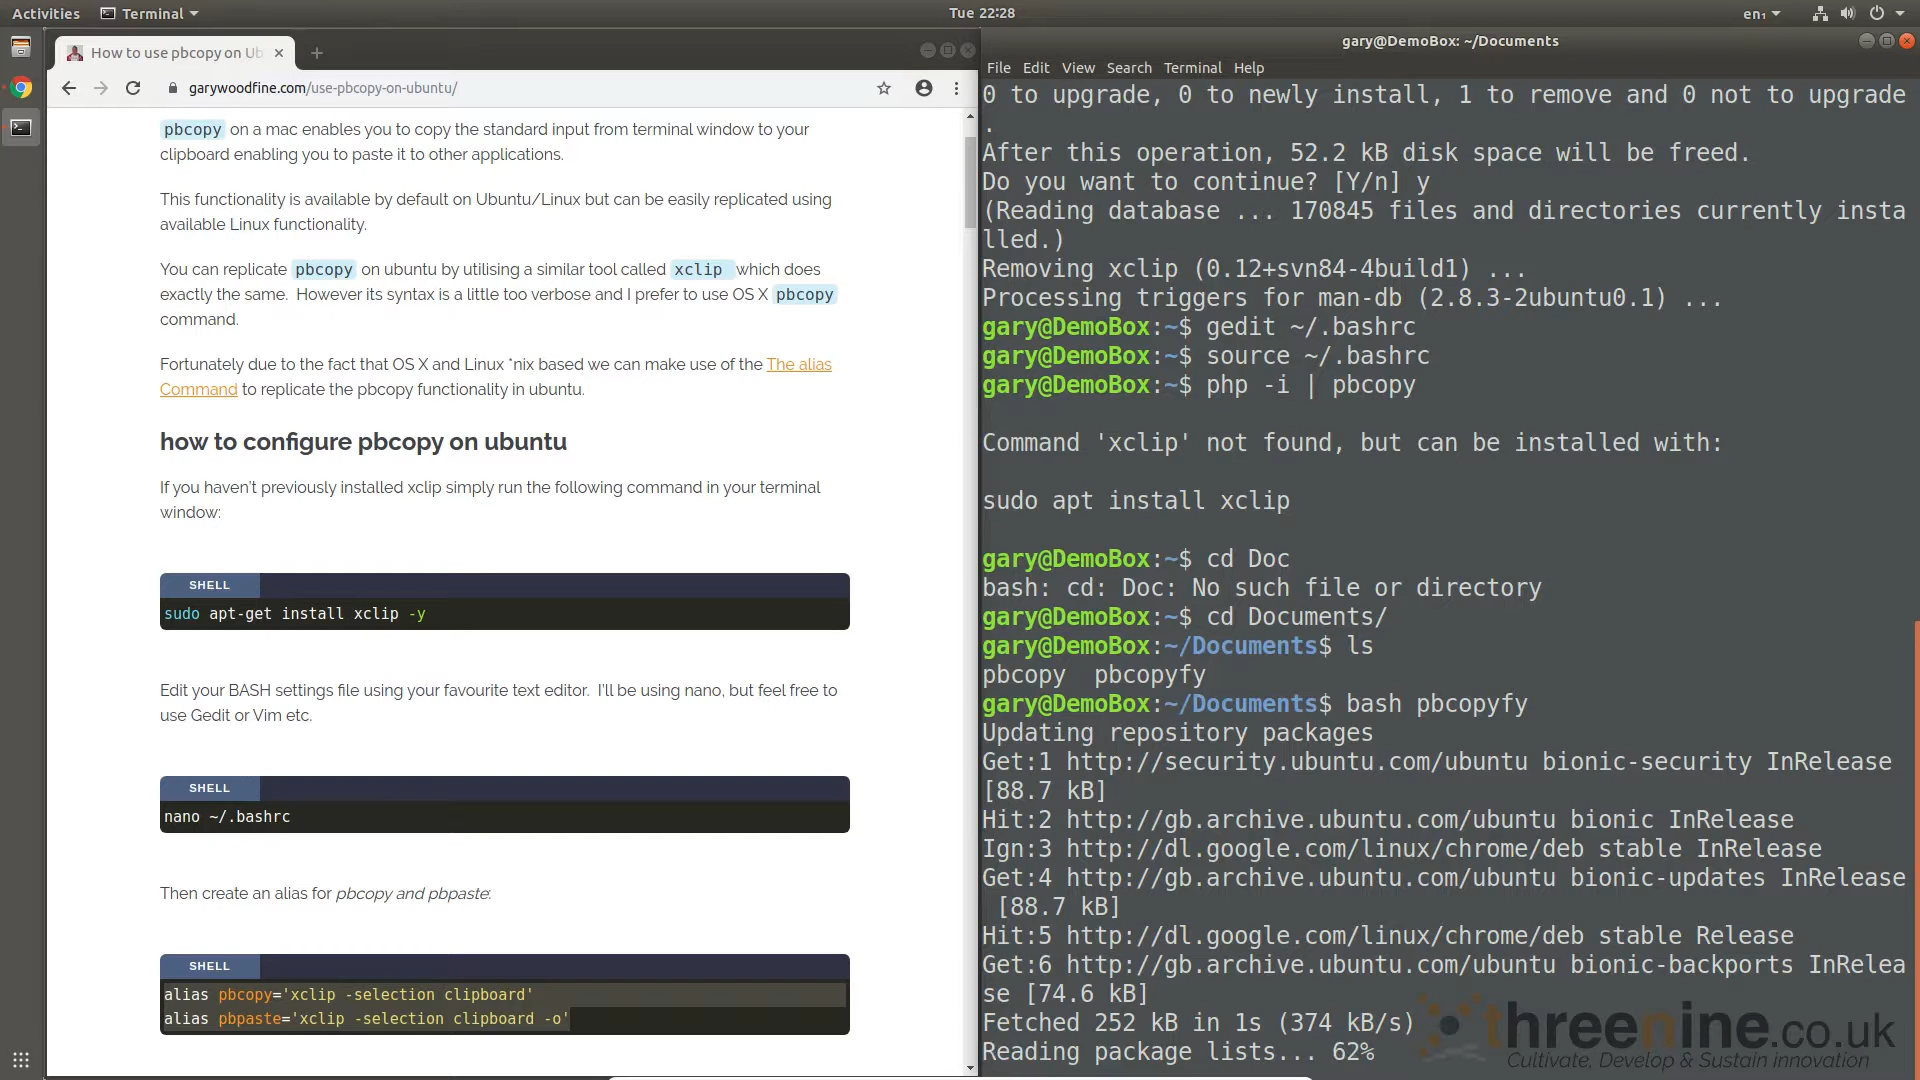 Activities
Terminal
Tue 22:28
en₁
How to use pbcopy on Ub
garywoodfine.com/use-pbcopy-on-ubuntu/
pbcopy on a mac enables you to copy the standard input from terminal window to your
clipboard enabling you to paste it to other applications.
This functionality is available by default on Ubuntu/Linux but can be easily replicated using
available Linux functionality.
You can replicate pbcopy on ubuntu by utilising a similar tool called xclip which does
exactly the same. However its syntax is a little too verbose and I prefer to use OS X pbcopy
command.
Fortunately due to the fact that OS X and Linux *nix based we can make use of the The alias
Command to replicate the pbcopy functionality in ubuntu.
how to configure pbcopy on ubuntu
If you haven't previously installed xclip simply run the following command in your terminal
window:
SHELL
sudo apt-get install xclip -y
Edit your BASH settings file using your favourite text editor. I'll be using nano, but feel free to
use Gedit or Vim etc.
SHELL
nano ~/.bashrc
Then create an alias for pbcopy and pbpaste:
SHELL
alias pbcopy='xclip -selection clipboard'
alias pbpaste='xclip -selection clipboard -o'
gary@DemoBox: ~/Documents
File Edit View Search Terminal Help
0 to upgrade, 0 to newly install, 1 to remove and 0 not to upgrade
.
After this operation, 52.2 kB disk space will be freed.
Do you want to continue? [Y/n] y
(Reading database ... 170845 files and directories currently insta
lled.)
Removing xclip (0.12+svn84-4build1) ...
Processing triggers for man-db (2.8.3-2ubuntu0.1) ...
gary@DemoBox:~$ gedit ~/.bashrc
gary@DemoBox:~$ source ~/.bashrc
gary@DemoBox:~$ php -i | pbcopy
Command 'xclip' not found, but can be installed with:
sudo apt install xclip
gary@DemoBox:~$ cd Doc
bash: cd: Doc: No such file or directory
gary@DemoBox:~$ cd Documents/
gary@DemoBox:~/Documents$ ls
pbcopy  pbcopyfy
gary@DemoBox:~/Documents$ bash pbcopyfy
Updating repository packages
Get:1 http://security.ubuntu.com/ubuntu bionic-security InRelease
[88.7 kB]
Hit:2 http://gb.archive.ubuntu.com/ubuntu bionic InRelease
Ign:3 http://dl.google.com/linux/chrome/deb stable InRelease
Get:4 http://gb.archive.ubuntu.com/ubuntu bionic-updates InRelease
[88.7 kB]
Hit:5 http://dl.google.com/linux/chrome/deb stable Release
Get:6 http://gb.archive.ubuntu.com/ubuntu bionic-backports InRelea
se [74.6 kB]
Fetched 252 kB in 1s (374 kB/s)
Reading package lists... 62%
threenine.co.uk
Cultivate, Develop & Sustain innovation